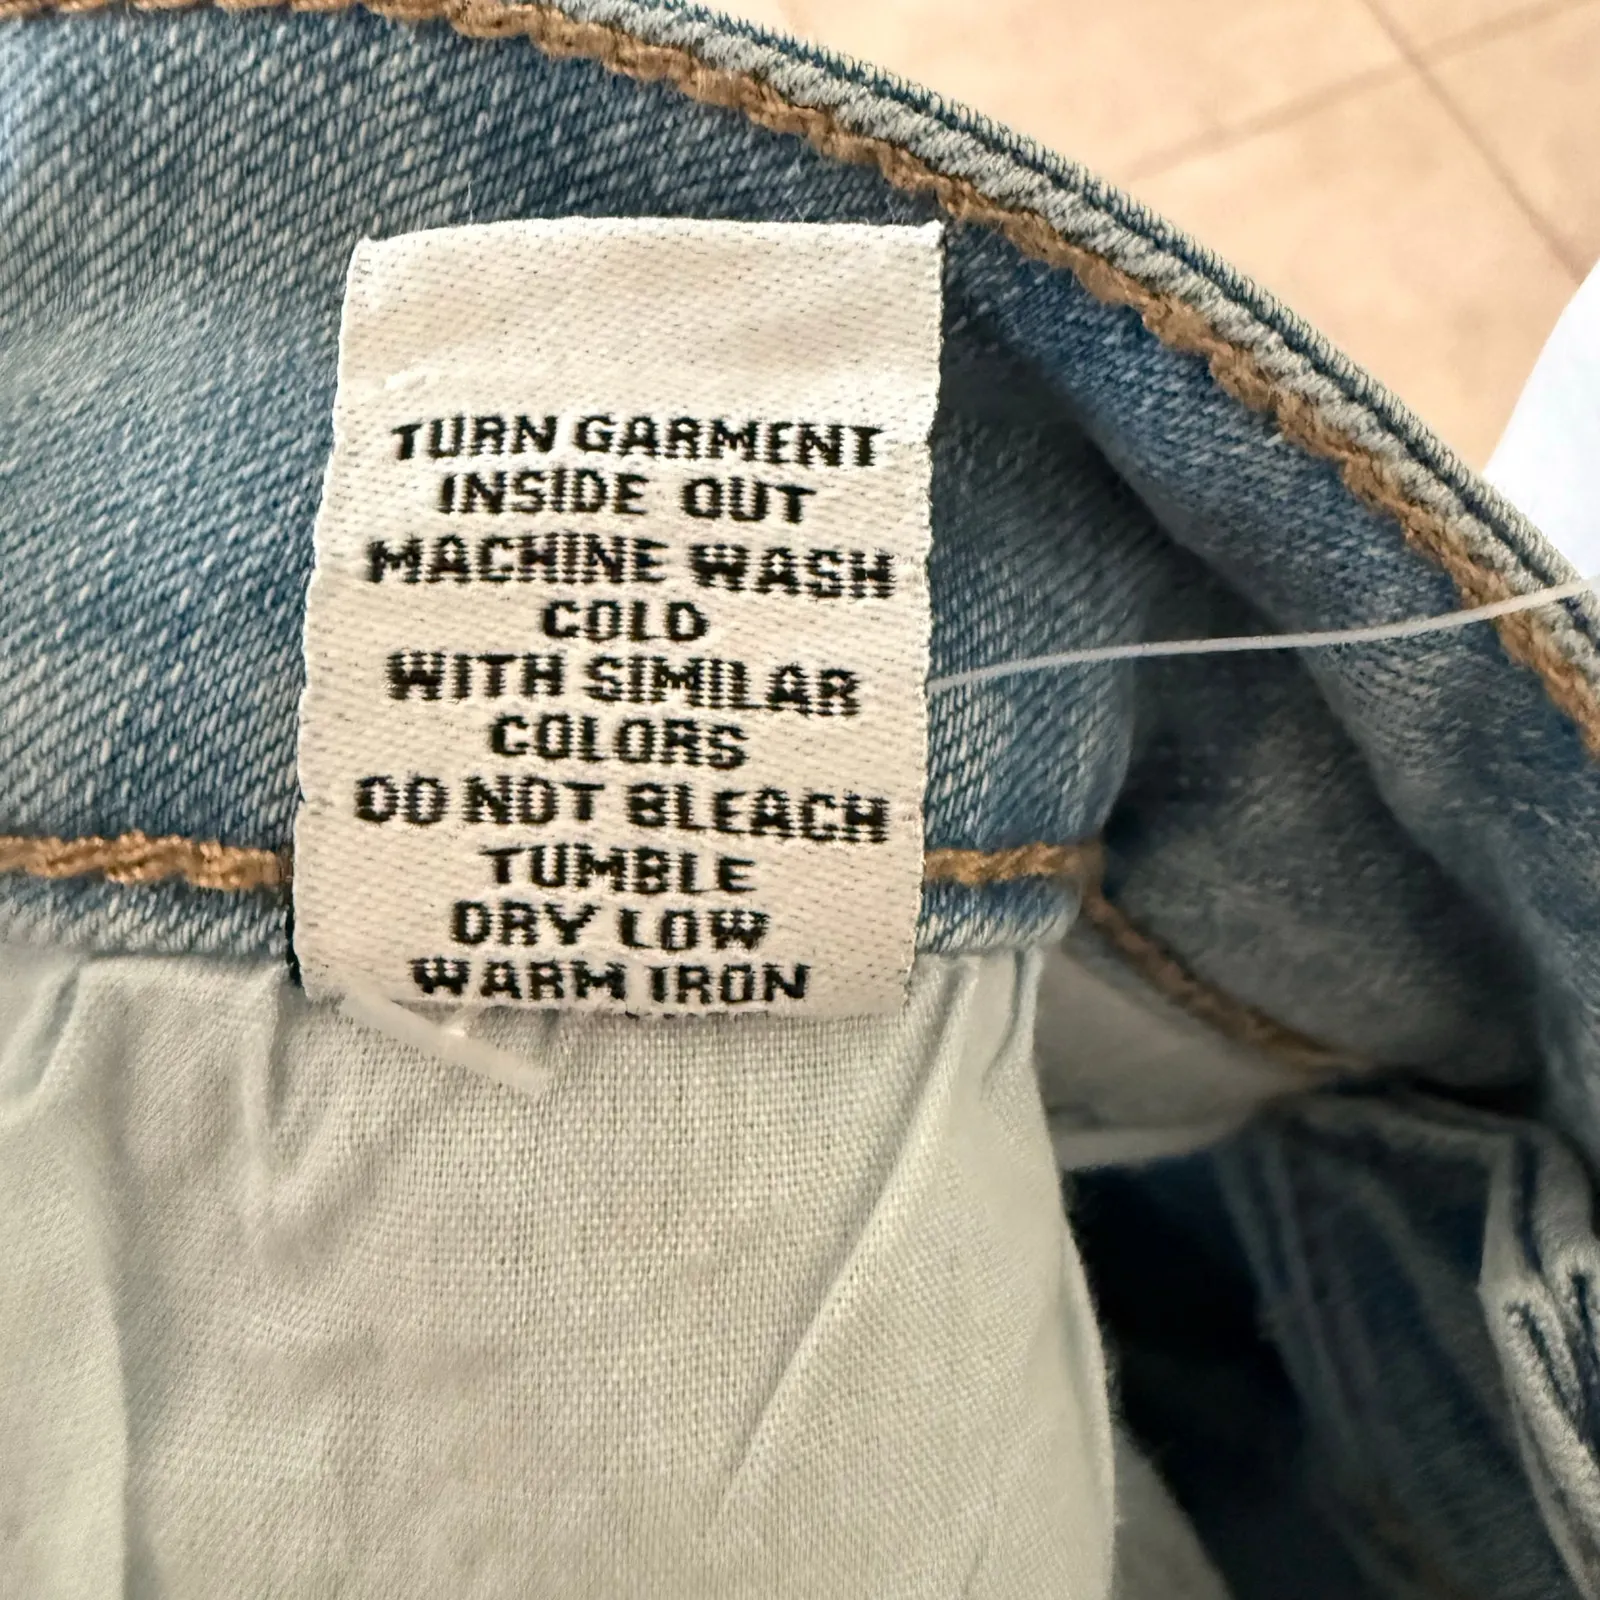 TURN GARMENT
INSIDE OUT
MACHINE WASH
COLD
WITH SIMILAR
COLORS
DO NOT BLEACH
TUMBLE
DRY LOW
WARM IRON